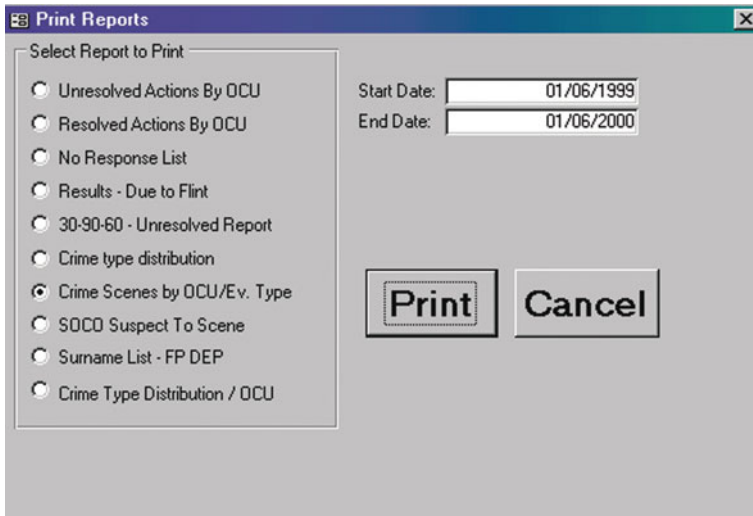 Print Reports
Select Report to Print
Unresolved Actions By OCU
Resolved Actions By OCU
No Response List
Results - Due to Flint
30-90-60 - Unresolved Report
Crime type distribution
Crime Scenes by OCU/Ev. Type
SOCO Suspect To Scene
Surname List - FP DEP
Crime Type Distribution / OCU
Start Date: 01/06/1999
End Date: 01/06/2000
Print
Cancel